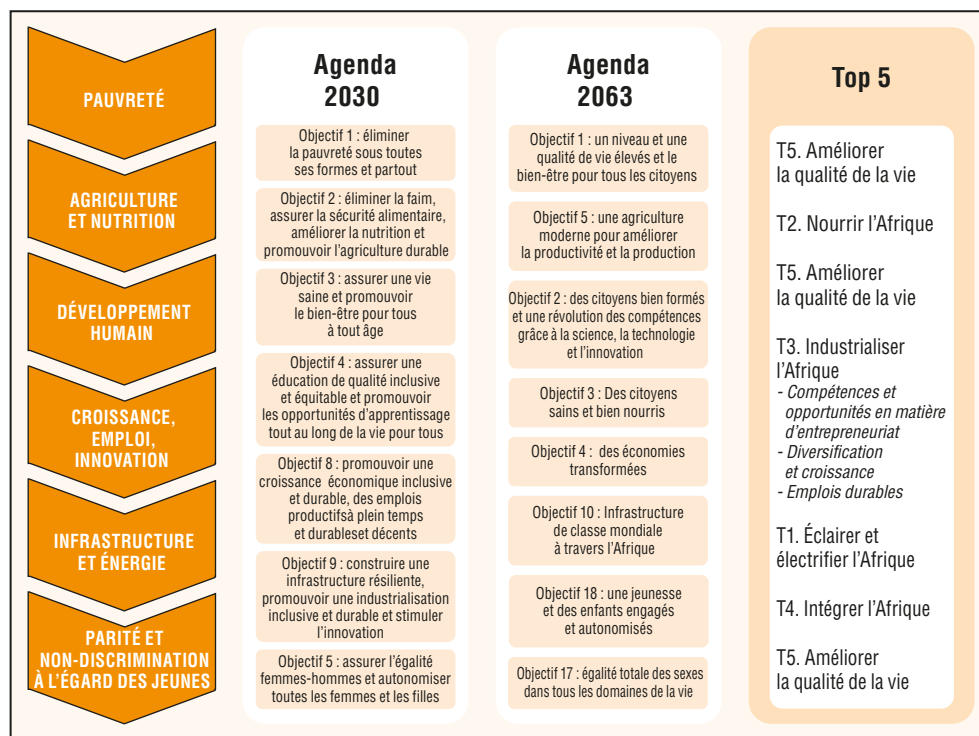 PAUVRETÉ
AGRICULTURE
ET NUTRITION
DÉVELOPPEMENT
HUMAIN
CROISSANCE,
EMPLOI,
INNOVATION
INFRASTRUCTURE
ET ÉNERGIE
PARITÉ ET
NON-DISCRIMINATION
À L’ÉGARD DES JEUNES
Agenda
2030
Objectif 1 : éliminer
la pauvreté sous toutes
ses formes et partout
Objectif 2 : éliminer la faim,
assurer la sécurité alimentaire,
améliorer la nutrition et
promouvoir l’agriculture durable
Objectif 3 : assurer une vie
saine et promouvoir
le bien-être pour tous
à tout âge
Objectif 4 : assurer une
éducation de qualité inclusive
et équitable et promouvoir
les opportunités d’apprentissage
tout au long de la vie pour tous
Objectif 8 : promouvoir une
croissance économique inclusive
et durable, des emplois
productifsà plein temps
et durableset décents
Objectif 9 : construire une
infrastructure résiliente,
promouvoir une industrialisation
inclusive et durable et stimuler
l’innovation
Objectif 5 : assurer l’égalité
femmes-hommes et autonomiser
toutes les femmes et les filles
Agenda
2063
Objectif 1 : un niveau et une
qualité de vie élevés et le
bien-être pour tous les citoyens
Objectif 5 : une agriculture
moderne pour améliorer
la productivité et la production
Objectif 2 : des citoyens bien formés
et une révolution des compétences
grâce à la science, la technologie
et l’innovation
Objectif 3 : Des citoyens
sains et bien nourris
Objectif 4 : des économies
transformées
Objectif 10 : Infrastructure
de classe mondiale
à travers l’Afrique
Objectif 18 : une jeunesse
et des enfants engagés
et autonomisés
Objectif 17 : égalité totale des sexes
dans tous les domaines de la vie
Top 5
T5. Améliorer
la qualité de la vie
T2. Nourrir l’Afrique
T5. Améliorer
la qualité de la vie
T3. Industrialiser
l’Afrique
- Compétences et
opportunités en matière
d’entrepreneuriat
- Diversification
et croissance
- Emplois durables
T1. Éclairer et
électrifier l’Afrique
T4. Intégrer l’Afrique
T5. Améliorer
la qualité de la vie